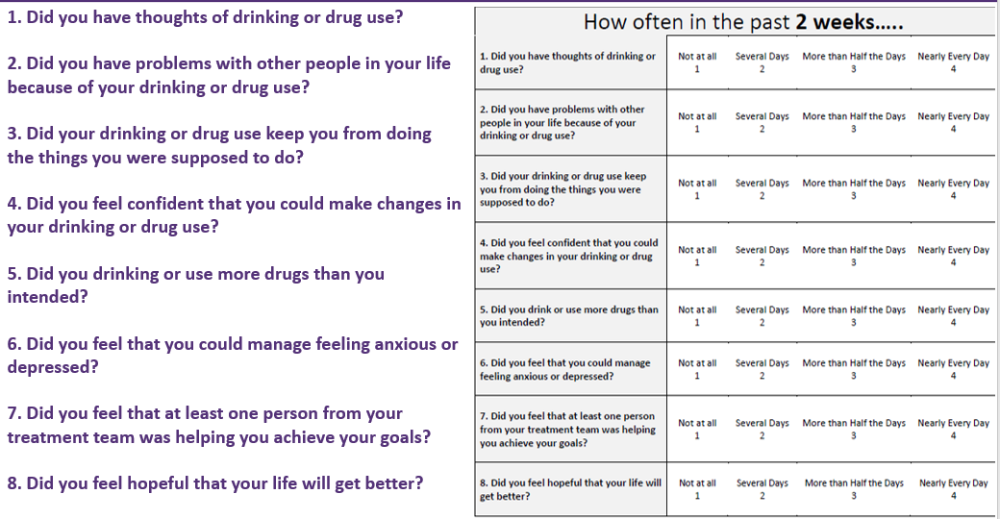 1. Did you have thoughts of drinking or drug use?
2. Did you have problems with other people in your life
because of your drinking or drug use?
3. Did your drinking or drug use keep you from doing
the things you were supposed to do?
4. Did you feel confident that you could make changes in
your drinking or drug use?
5. Did you drinking or use more drugs than you
intended?
6. Did you feel that you could manage feeling anxious or
depressed?
7. Did you feel that at least one person from your
treatment team was helping you achieve your goals?
8. Did you feel hopeful that your life will get better?
How often in the past 2 weeks.....
1. Did you have thoughts of drinking or
drug use?
Not at all Several Days More than Half the Days Nearly Every Day
1 2 3 4
2. Did you have problems with other
people in your life because of your
drinking or drug use?
Not at all Several Days More than Half the Days Nearly Every Day
1 2 3 4
3. Did your drinking or drug use keep
you from doing the things you were
supposed to do?
Not at all Several Days More than Half the Days Nearly Every Day
1 2 3 4
4. Did you feel confident that you could
make changes in your drinking or drug
use?
Not at all Several Days More than Half the Days Nearly Every Day
1 2 3 4
5. Did you drink or use more drugs than
you intended?
Not at all Several Days More than Half the Days Nearly Every Day
1 2 3 4
6. Did you feel that you could manage
feeling anxious or depressed?
Not at all Several Days More than Half the Days Nearly Every Day
1 2 3 4
7. Did you feel that at least one person
from your treatment team was helping
you achieve your goals?
Not at all Several Days More than Half the Days Nearly Every Day
1 2 3 4
8. Did you feel hopeful that your life will
get better?
Not at all Several Days More than Half the Days Nearly Every Day
1 2 3 4